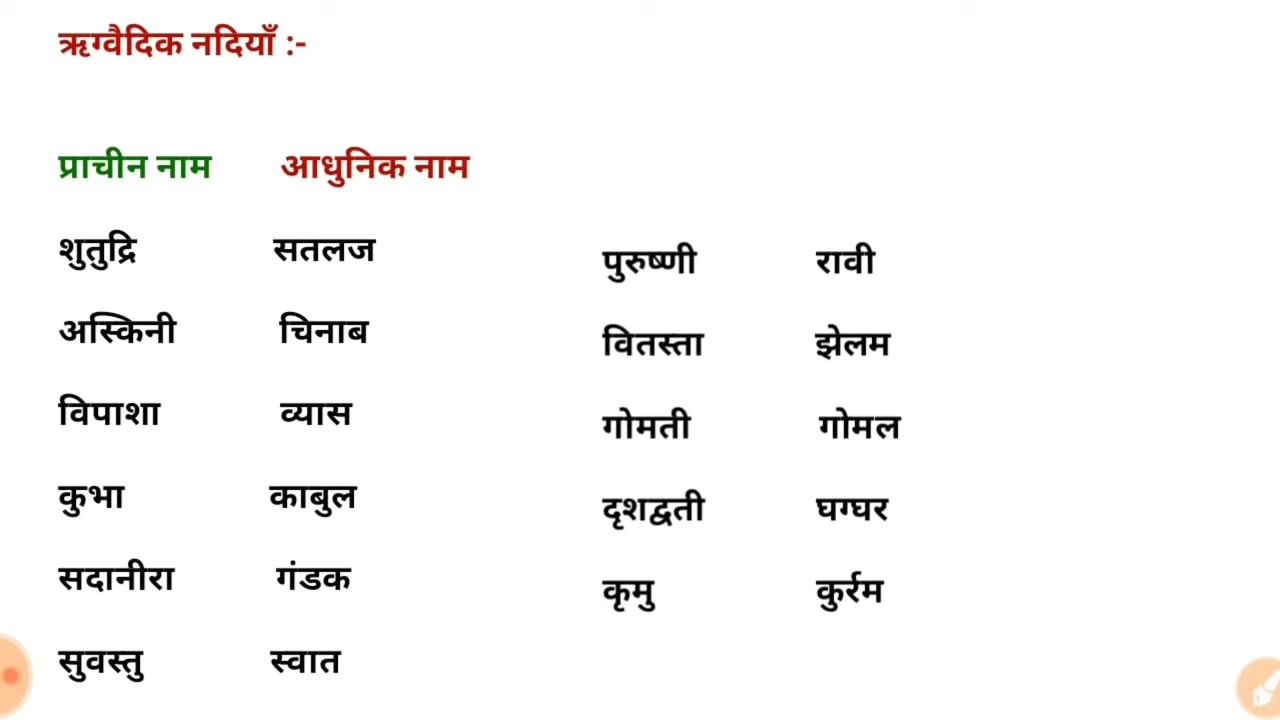 ऋग्वैदिक नदियाँ :-
प्राचीन नाम आधुनिक नाम
शुतुद्रि सतलज
अस्किनी चिनाब
विपाशा व्यास
कुभा काबुल
सदानीरा गंडक
सुवस्तु स्वात
पुरुष्णी रावी
वितस्ता झेलम
गोमती गोमल
दृशद्वती घग्घर
कृमु कुर्रम